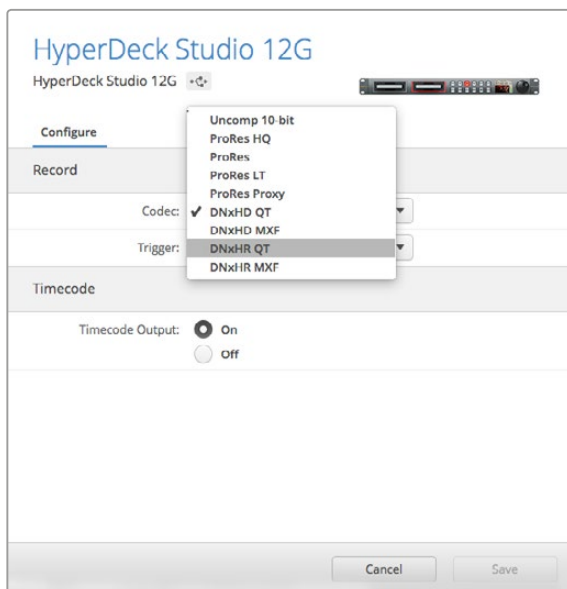 HyperDeck Studio 12G
HyperDeck Studio 12G
Configure
Record
Codec:
Uncomp 10-bit
ProRes HQ
ProRes
ProRes LT
ProRes Proxy
✔ DNxHD QT
DNxHD MXF
DNxHR QT
DNxHR MXF
Trigger:
Timecode
Timecode Output:
On
Off
Cancel
Save